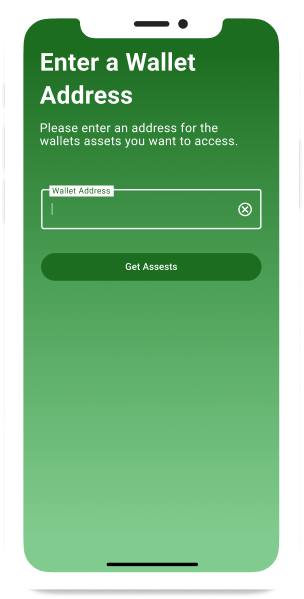 Enter a Wallet
Address
Please enter an address for the
wallets assets you want to access.
Wallet Address
Get Assests